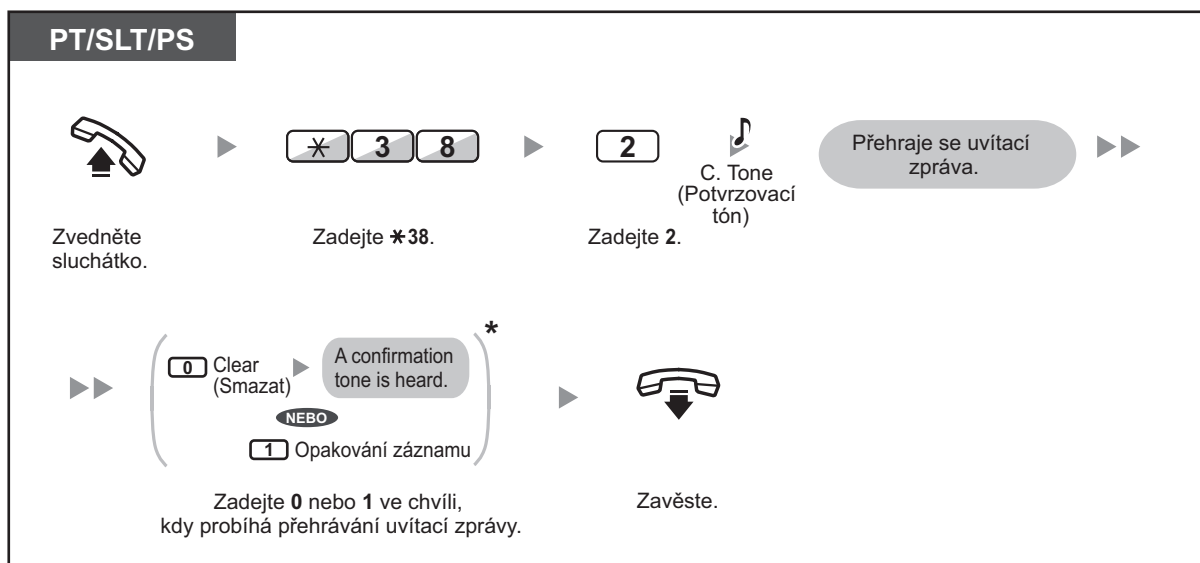 PT/SLT/PS
✳ 3 8
2
C. Tone
(Potvrzovací
tón)
Přehraje se uvítací
zpráva.
Zvedněte
sluchátko.
Zadejte ✳38.
Zadejte 2.
0 Clear
(Smazat)
A confirmation
tone is heard.
*
NEBO
1 Opakování záznamu
Zadejte 0 nebo 1 ve chvíli,
kdy probíhá přehrávání uvítací zprávy.
Zavěste.